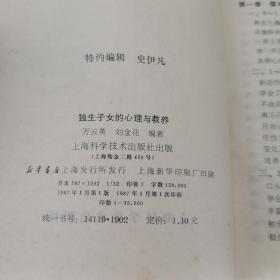 特约编辑 史伊凡
独生子女的心理与教养
万云英 刘金花 编著
上海科学技术出版社出版
(上海瑞金二路450号)
新华书店上海发行所发行 上海新华印刷厂印刷
开本 787×1092 1/32 印张 7 字数 150,000
1987年1月第1版 1987年1月第1次印刷
印数 1—30,000
统一书号：14119·1902 定价：1.10元
第一章